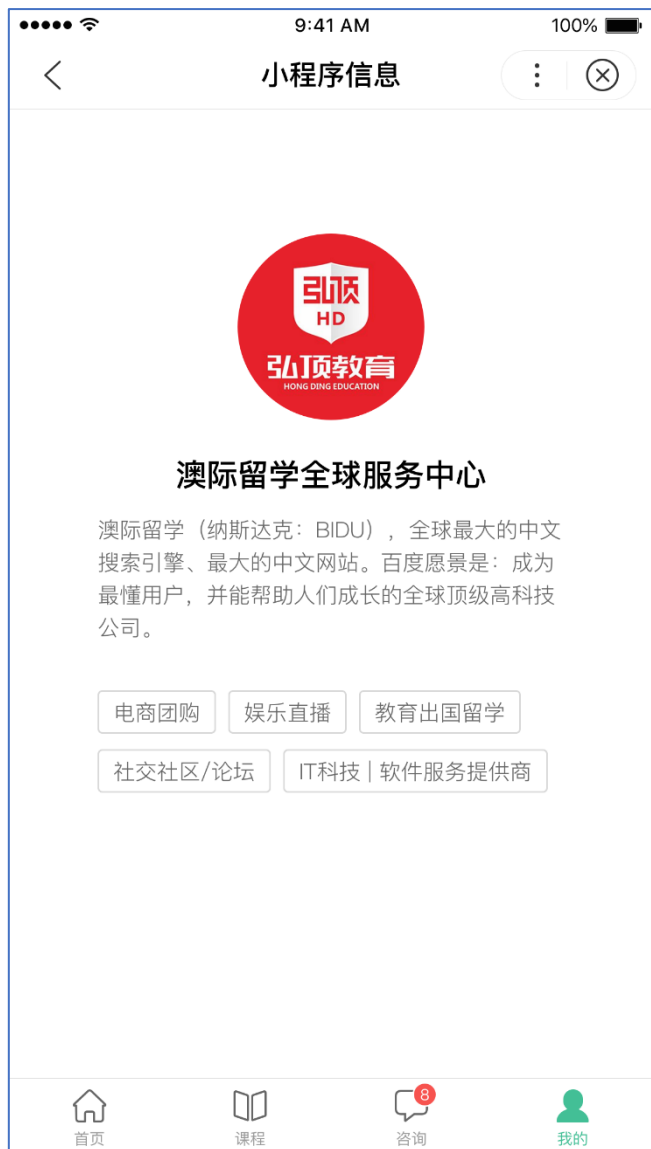 9:41 AM
100%
小程序信息
弘顶
HD
弘顶教育
HONG DING EDUCATION
澳际留学全球服务中心
澳际留学（纳斯达克：BIDU），全球最大的中文
搜索引擎、最大的中文网站。百度愿景是：成为
最懂用户，并能帮助人们成长的全球顶级高科技
公司。
电商团购
娱乐直播
教育出国留学
社交社区/论坛
IT科技 | 软件服务提供商
8
首页
课程
咨询
我的